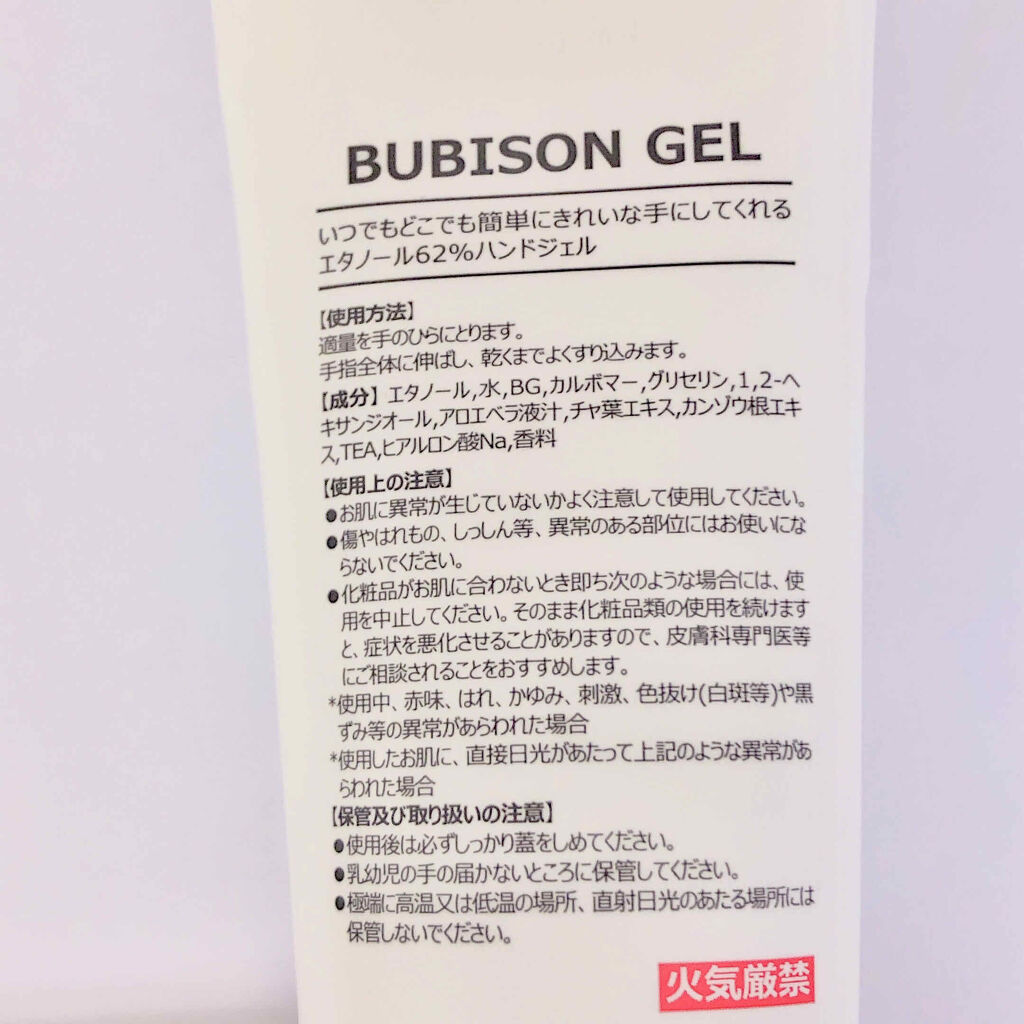 BUBISON GEL
いつでもどこでも簡単にきれいな手にしてくれる
エタノール62%ハンドジェル
【使用方法】
適量を手のひらにとります。
手指全体に伸ばし、乾くまでよくすり込みます。
【成分】エタノール,水,BG,カルボマー,グリセリン,1,2-ヘ
キサンジオール,アロエベラ液汁,チャ葉エキス,カンゾウ根エキ
ス,TEA,ヒアルロン酸Na,香料
【使用上の注意】
●お肌に異常が生じていないかよく注意して使用してください。
●傷やはれもの、しっしん等、異常のある部位にはお使いにな
らないでください。
●化粧品がお肌に合わないとき即ち次のような場合には、使
用を中止してください。そのまま化粧品類の使用を続けます
と、症状を悪化させることがありますので、皮膚科専門医等
にご相談されることをおすすめします。
*使用中、赤味、はれ、かゆみ、刺激、色抜け(白斑等)や黒
ずみ等の異常があらわれた場合
*使用したお肌に、直接日光があたって上記のような異常があ
らわれた場合
【保管及び取り扱いの注意】
●使用後は必ずしっかり蓋をしめてください。
●乳幼児の手の届かないところに保管してください。
●極端に高温又は低温の場所、直射日光のあたる場所には
保管しないでください。
火気厳禁